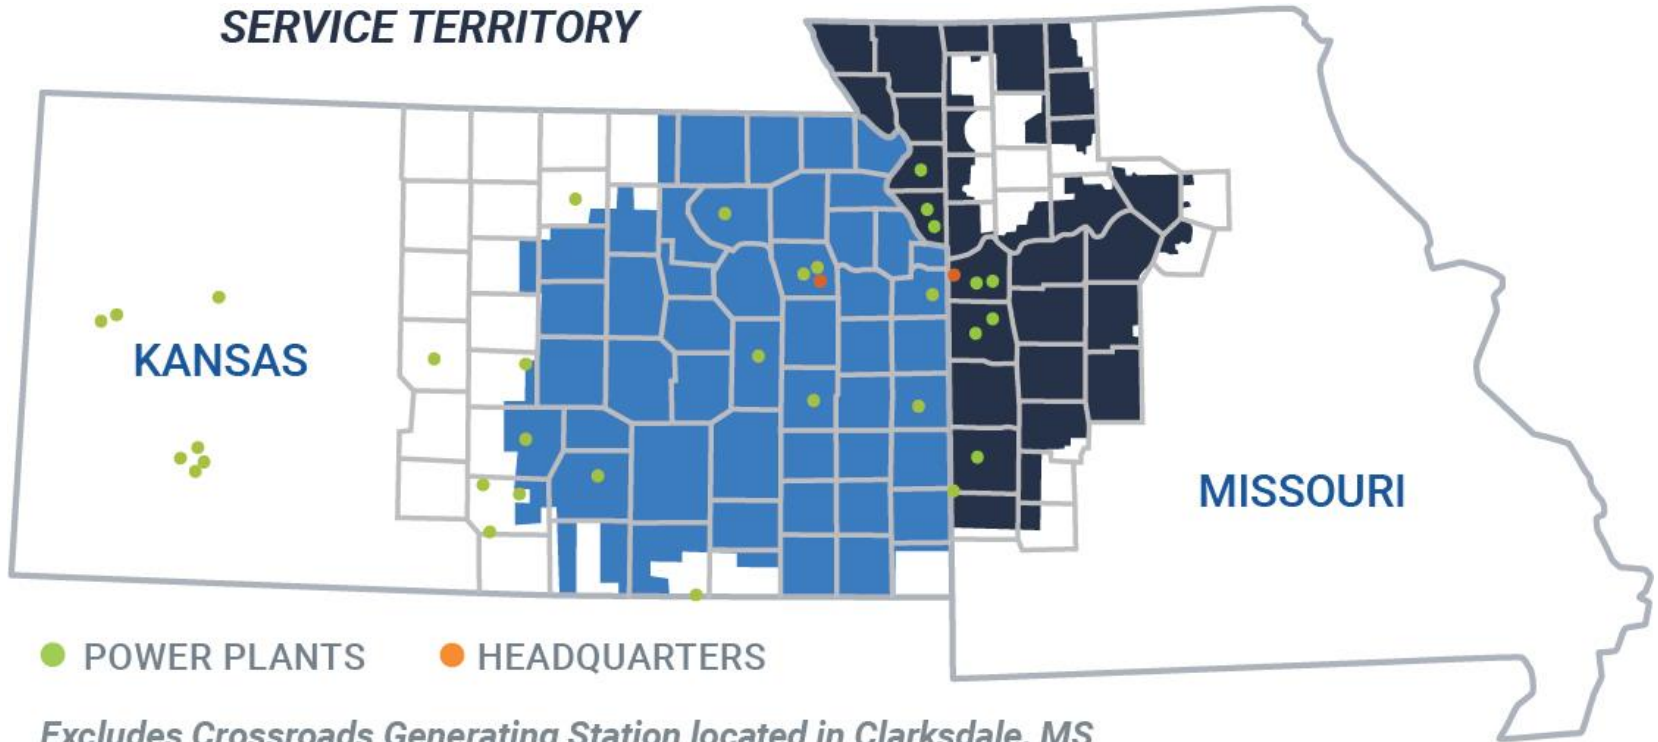 SERVICE TERRITORY
KANSAS
MISSOURI
POWER PLANTS
HEADQUARTERS
Excludes Crossroads Generating Station located in Clarksdale, MS